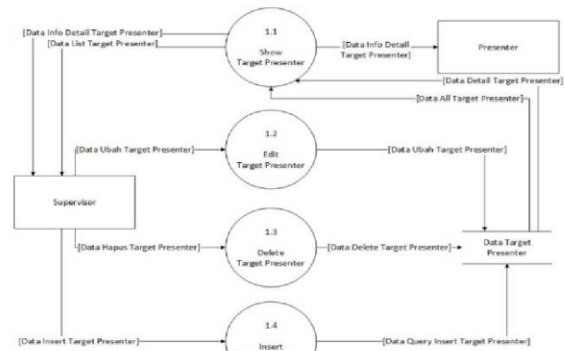 [Data Info Detail Target Presenter]
[Data List Target Presenter]
1.1
Show
Target Presenter
[Data Info Detail
Target Presenter]
Presenter
[Data Detail Target Presenter]
[Data All Target Presenter]
1.2
Edit
Target Presenter
[Data Ubah Target Presenter]
[Data Ubah Target Presenter]
Supervisor
1.3
Delete
Target Presenter
[Data Hapus Target Presenter]
[Data Delete Target Presenter]
Data Target
Presenter
1.4
Insert
[Data Insert Target Presenter]
[Data Query Insert Target Presenter]